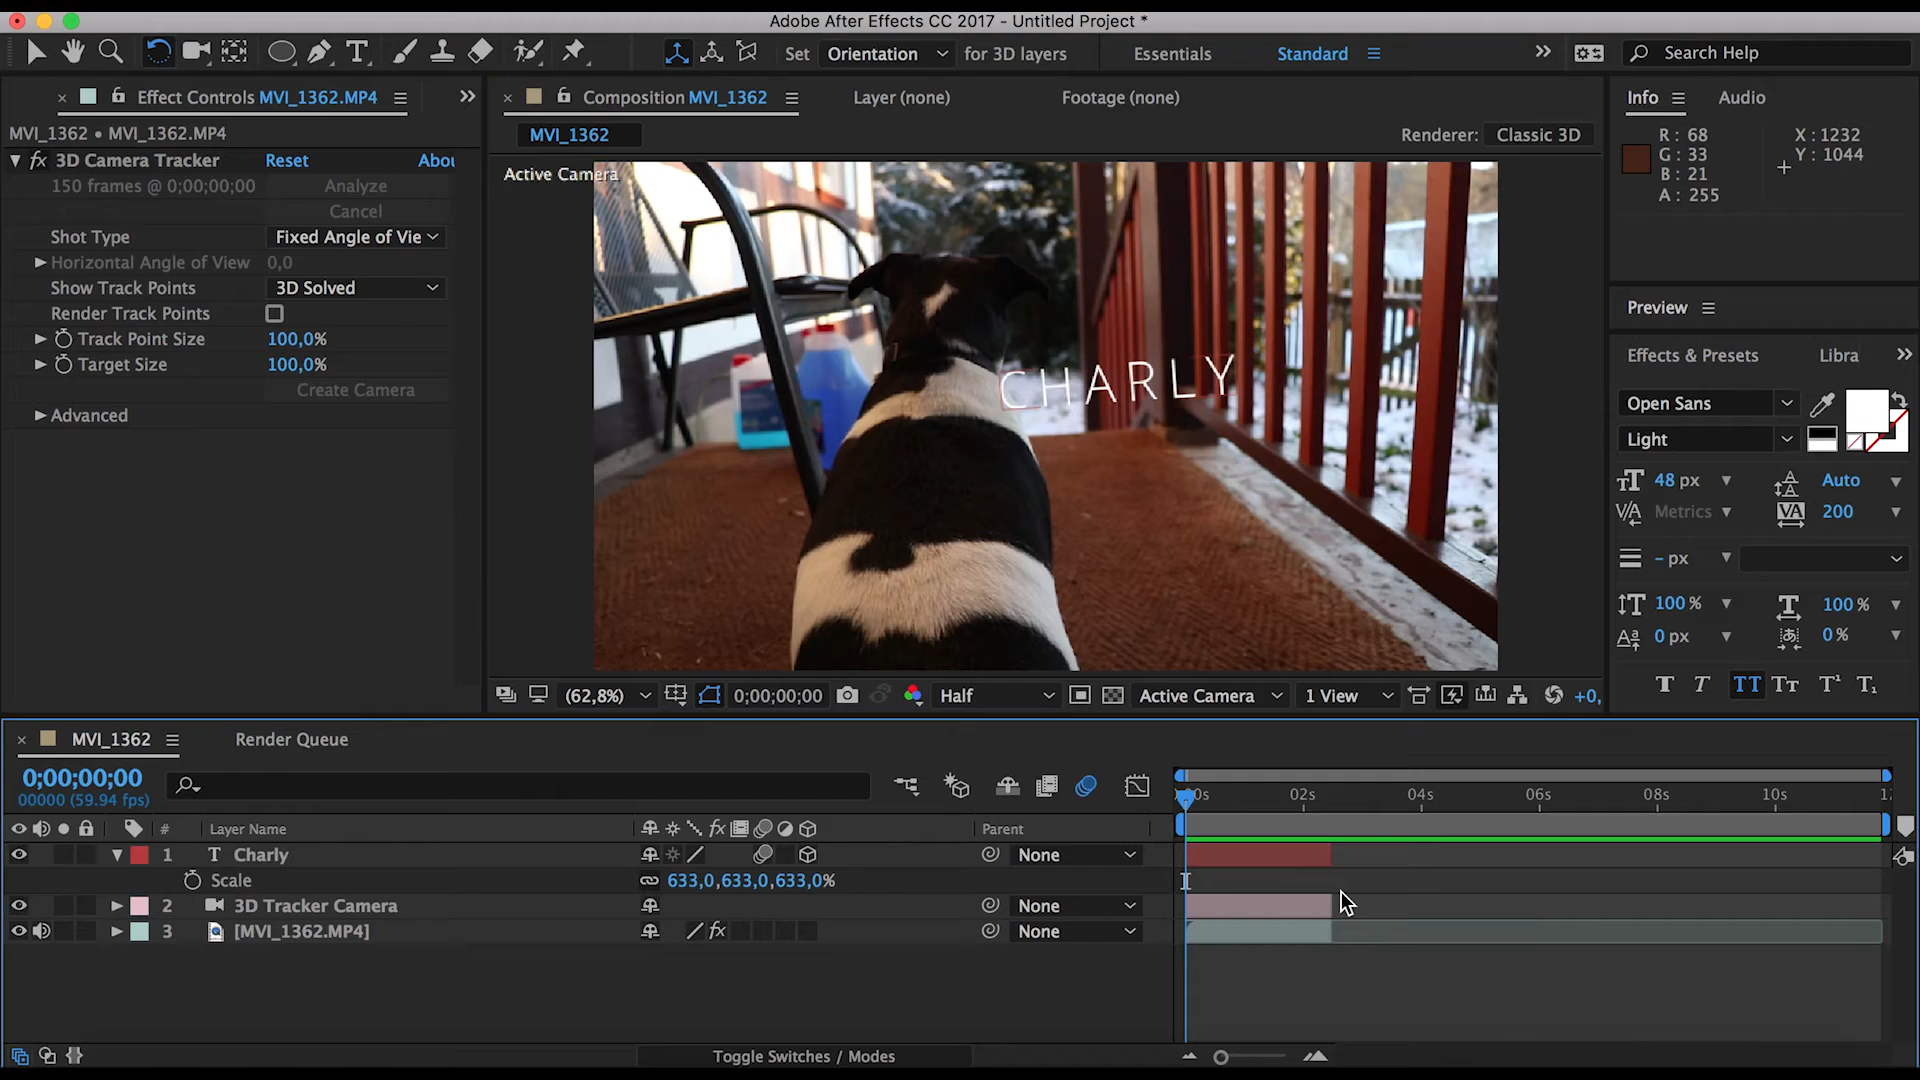 Adobe After Effects CC 2017 - Untitled Project *
Set Orientation for 3D layers Essentials Standard Search Help
Effect Controls MVI_1362.MP4
MVI_1362 • MVI_1362.MP4
fx 3D Camera Tracker Reset Abou
150 frames @ 0;00;00;00 Analyze
Cancel
Shot Type Fixed Angle of Vie
Horizontal Angle of View 0,0
Show Track Points 3D Solved
Render Track Points
Track Point Size 100,0%
Target Size 100,0%
Create Camera
Advanced
Composition MVI_1362 Layer (none) Footage (none)
MVI_1362 Renderer: Classic 3D
Active Camera
CHARLY
(62,8%) 0;00;00;00 Half Active Camera 1 View +0,
Info Audio
R: 68 X: 1232
G: 33 Y: 1044
B: 21
A: 255
Preview
Effects & Presets Libra
Open Sans
Light
48 px Auto
Metrics 200
- px
100 % 100 %
0 px 0 %
MVI_1362 Render Queue
0;00;00;00
00000 (59.94 fps)
:00s 02s 04s 06s 08s 10s 12
# Layer Name fx Parent
1 T Charly None
Scale 633,0,633,0,633,0%
2 3D Tracker Camera None
3 [MVI_1362.MP4] fx None
Toggle Switches / Modes